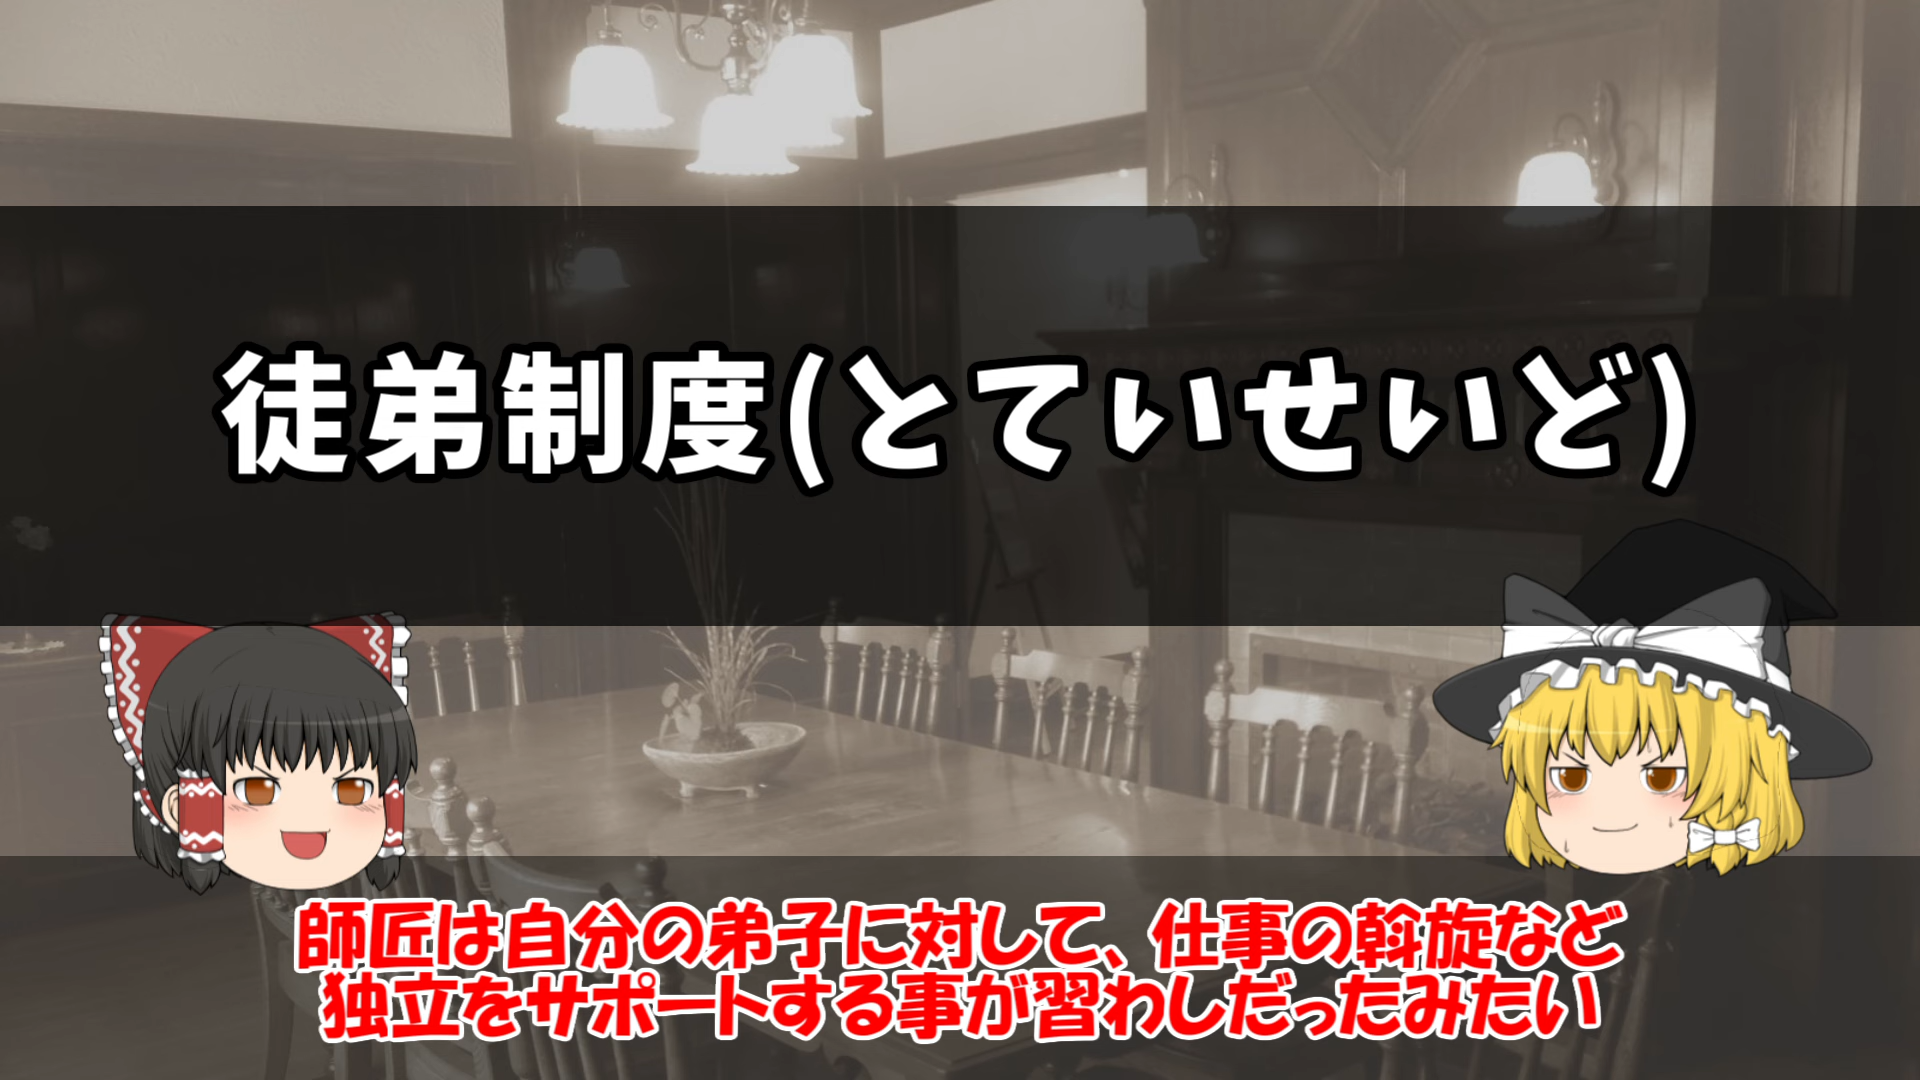 徒弟制度(とていせいど)
師匠は自分の弟子に対して、仕事の斡旋など
独立をサポートする事が習わしだったみたい